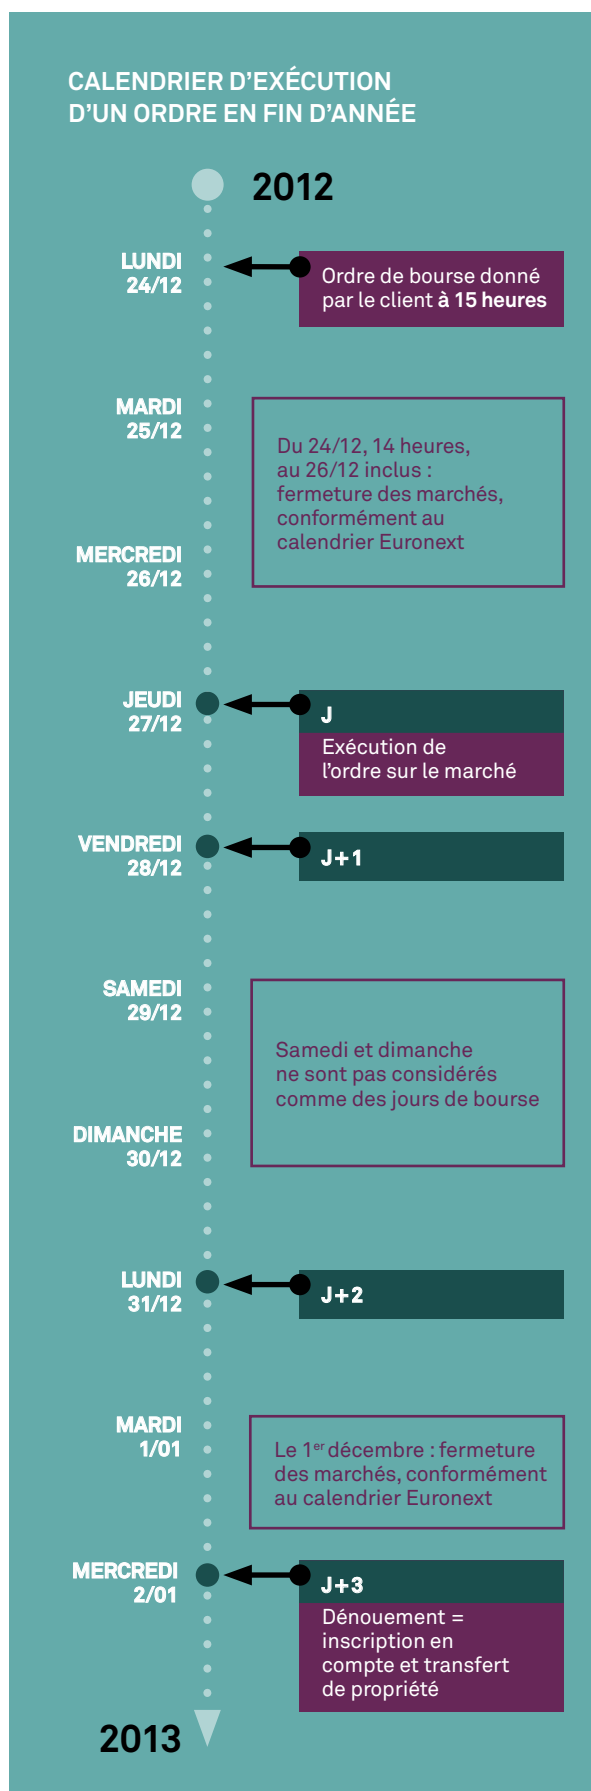 CALENDRIER D’EXÉCUTION
D’UN ORDRE EN FIN D’ANNÉE
2012
LUNDI
24/12
Ordre de bourse donné
par le client à 15 heures
MARDI
25/12
Du 24/12, 14 heures,
au 26/12 inclus :
fermeture des marchés,
conformément au
calendrier Euronext
MERCREDI
26/12
JEUDI
27/12
J
Exécution de
l’ordre sur le marché
VENDREDI
28/12
J+1
SAMEDI
29/12
Samedi et dimanche
ne sont pas considérés
comme des jours de bourse
DIMANCHE
30/12
LUNDI
31/12
J+2
MARDI
1/01
Le 1er décembre : fermeture
des marchés, conformément
au calendrier Euronext
MERCREDI
2/01
J+3
Dénouement =
inscription en
compte et transfert
de propriété
2013